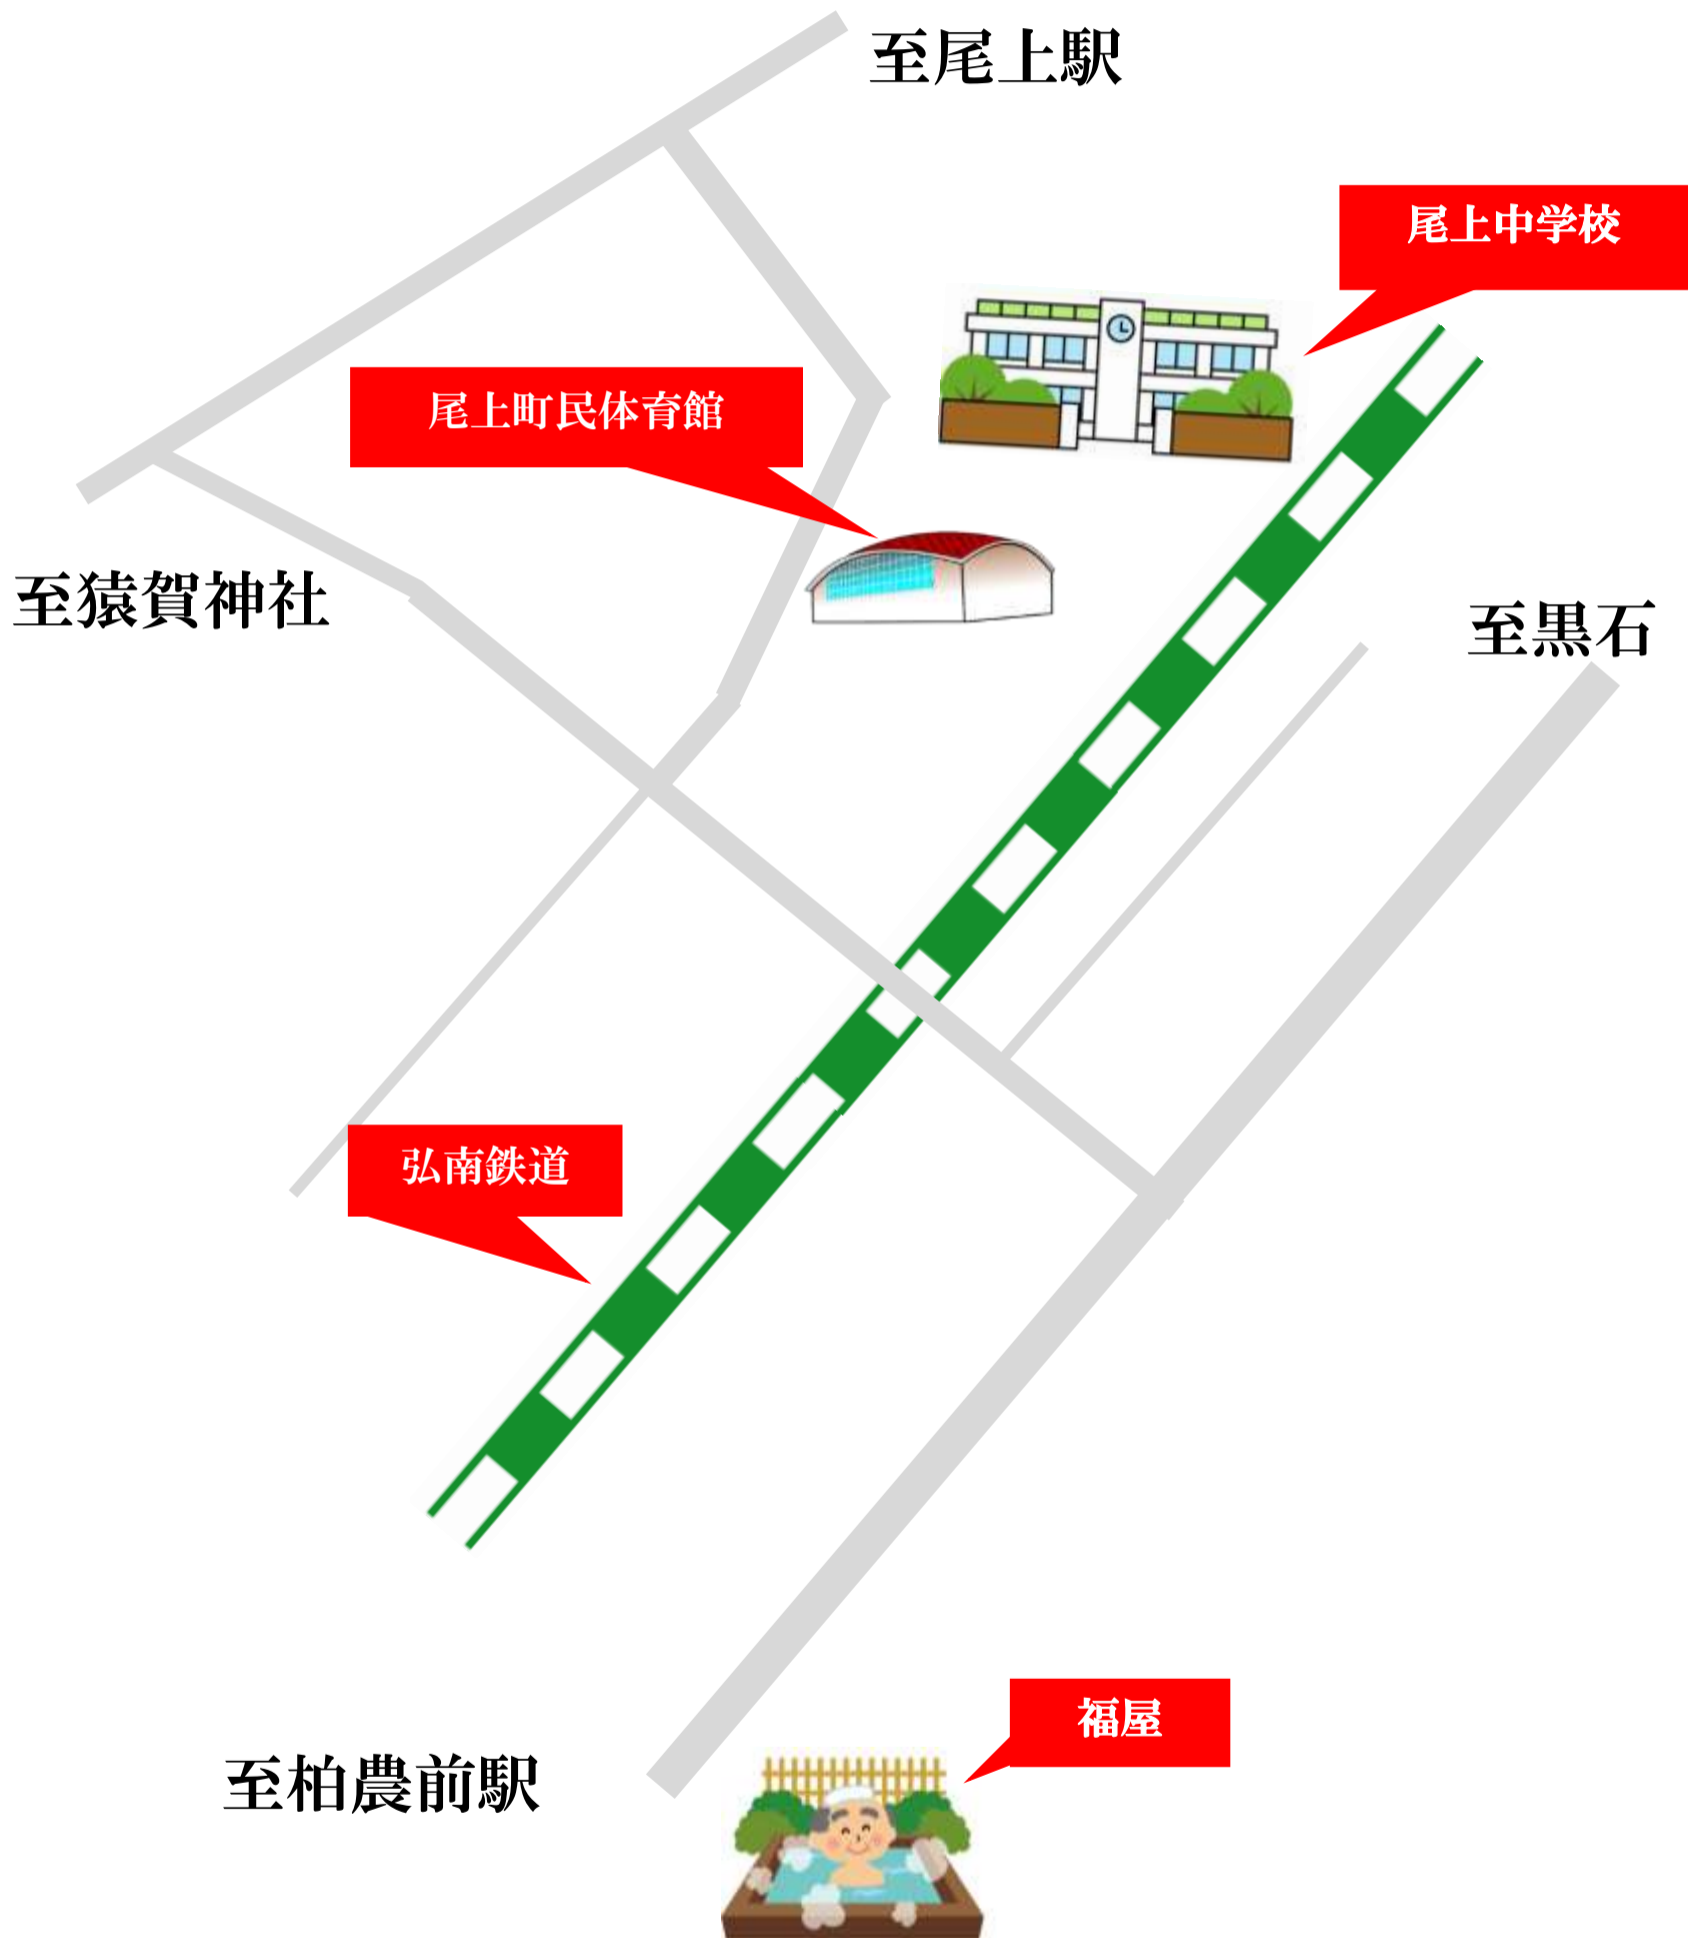 至尾上駅
尾上中学校
尾上町民体育館
至猿賀神社
至黒石
弘南鉄道
福屋
至柏農前駅